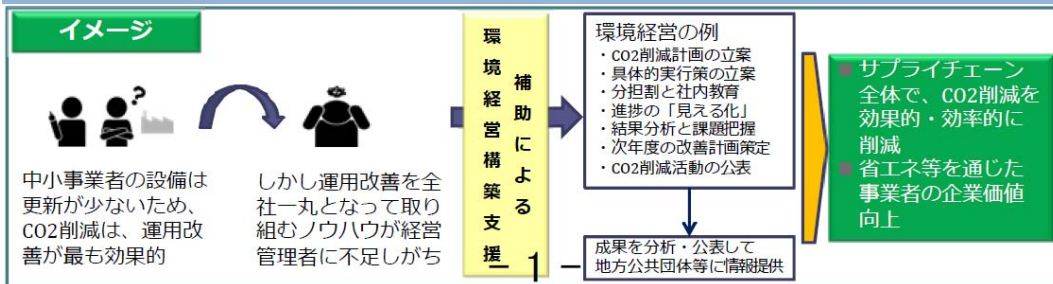 イメージ
?
中小事業者の設備は
更新が少ないため、
CO2削減は、運用改
善が最も効果的
しかし運用改善を全
社一丸となって取り
組むノウハウが経営
管理者に不足しがち
補助による
環境経営構築支援
環境経営の例
・CO2削減計画の立案
・具体的実行策の立案
・分担割と社内教育
・進捗の「見える化」
・結果分析と課題把握
・次年度の改善計画策定
・CO2削減活動の公表
成果を分析・公表して
地方公共団体等に情報提供
■ サプライチェーン
全体で、CO2削減を
効果的・効率的に
削減
■ 省エネ等を通じた
事業者の企業価値
向上
－ 1 －